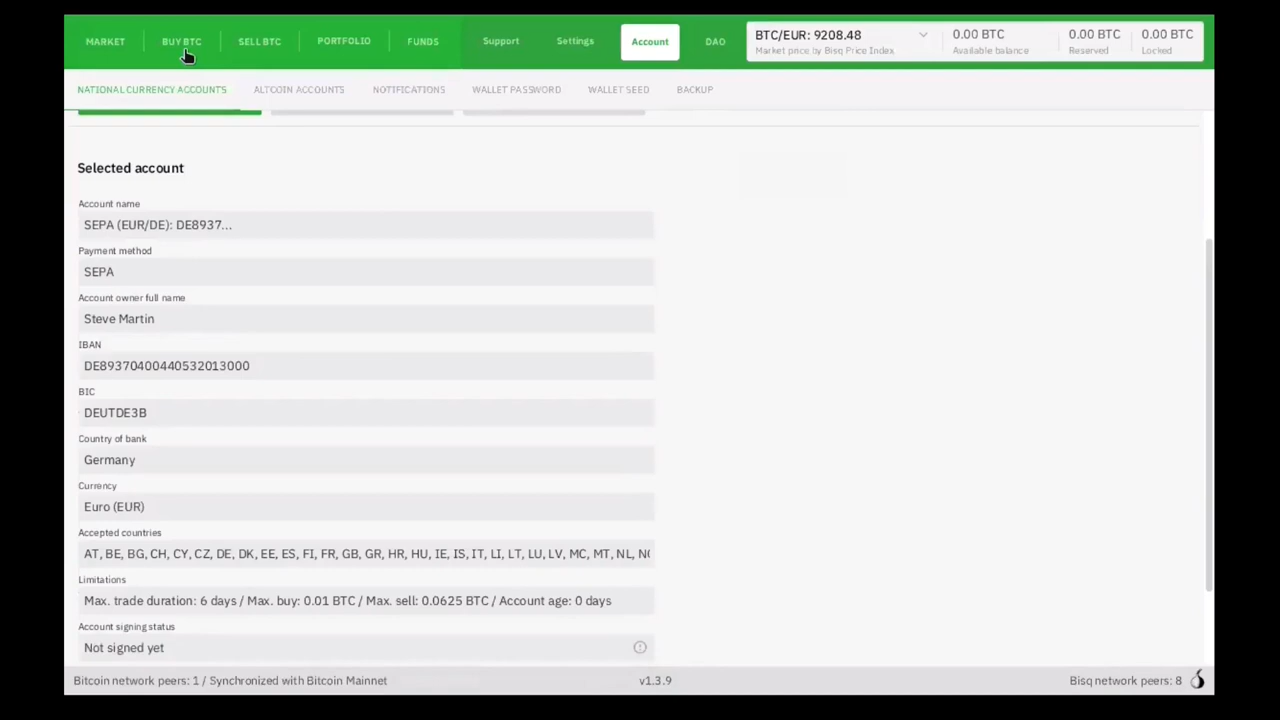 MARKET BUY BTC SELL BTC PORTFOLIO FUNDS Support Settings Account DAO BTC/EUR: 9208.48 0.00 BTC 0.00 BTC 0.00 BTC
Market price by Bisq Price Index Available balance Reserved Locked
NATIONAL CURRENCY ACCOUNTS ALTCOIN ACCOUNTS NOTIFICATIONS WALLET PASSWORD WALLET SEED BACKUP
Selected account
Account name
SEPA (EUR/DE): DE8937...
Payment method
SEPA
Account owner full name
Steve Martin
IBAN
DE89370400440532013000
BIC
DEUTDE3B
Country of bank
Germany
Currency
Euro (EUR)
Accepted countries
AT, BE, BG, CH, CY, CZ, DE, DK, EE, ES, FI, FR, GB, GR, HR, HU, IE, IS, IT, LI, LT, LU, LV, MC, MT, NL, NO
Limitations
Max. trade duration: 6 days / Max. buy: 0.01 BTC / Max. sell: 0.0625 BTC / Account age: 0 days
Account signing status
Not signed yet
Bitcoin network peers: 1 / Synchronized with Bitcoin Mainnet v1.3.9 Bisq network peers: 8